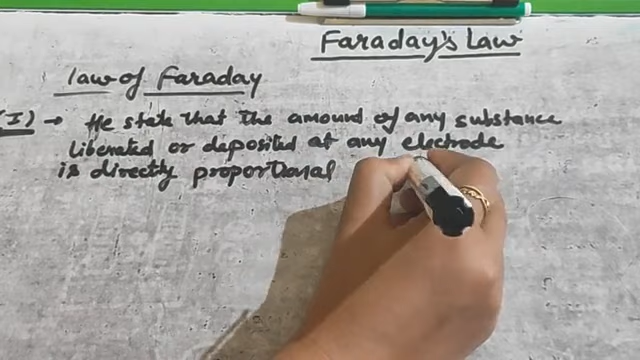 Faraday's Law
law of Faraday
(I) → He state that the amount of any substance
liberated or deposited at any electrode
is directly proportional